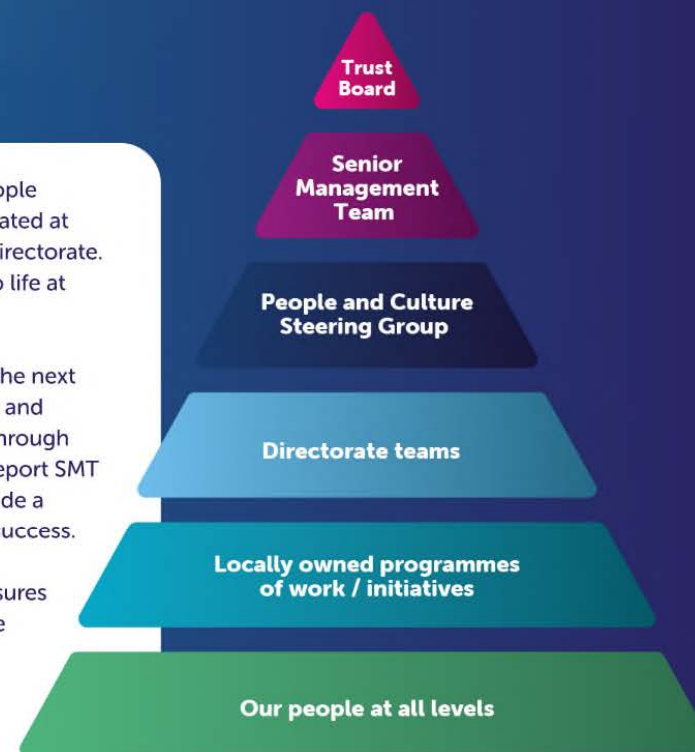 ople
ated at
irectorate.
o life at
he next
and
hrough
eport SMT
de a
uccess.
sures
e
Trust
Board
Senior
Management
Team
People and Culture
Steering Group
Directorate teams
Locally owned programmes
of work / initiatives
Our people at all levels